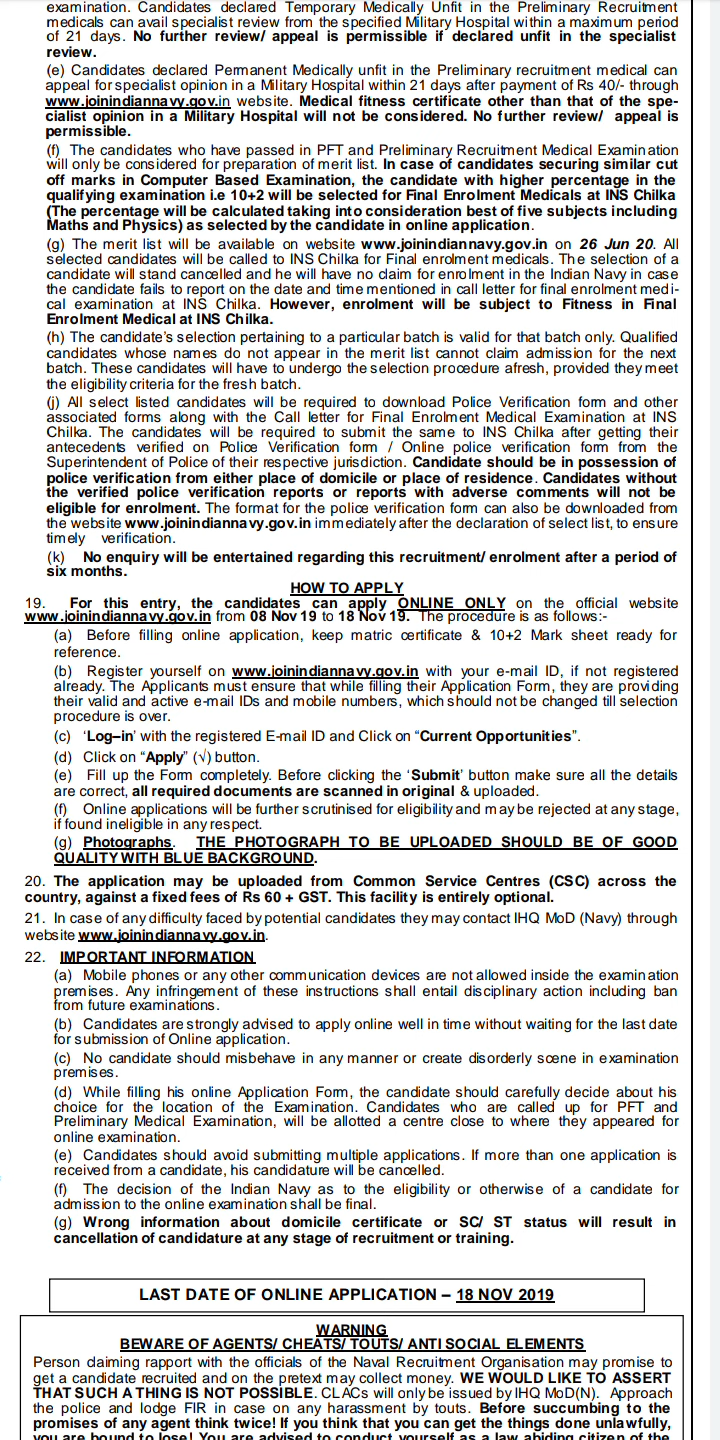 examination. Candidates declared Temporary Medically Unfit in the Preliminary Recruitment
medicals can avail specialist review from the specified Military Hospital within a maximum period
of 21 days. No further review/ appeal is permissible if declared unfit in the specialist
review.
(e) Candidates declared Permanent Medically unfit in the Preliminary recruitment medical can
appeal for specialist opinion in a Military Hospital within 21 days after payment of Rs 40/- through
www.joinindiannavy.gov.in website. Medical fitness certificate other than that of the spe-
cialist opinion in a Military Hospital will not be considered. No further review/ appeal is
permissible.
(f) The candidates who have passed in PFT and Preliminary Recruitment Medical Examination
will only be considered for preparation of merit list. In case of candidates securing similar cut
off marks in Computer Based Examination, the candidate with higher percentage in the
qualifying examination i.e 10+2 will be selected for Final Enrolment Medicals at INS Chilka
(The percentage will be calculated taking into consideration best of five subjects including
Maths and Physics) as selected by the candidate in online application.
(g) The merit list will be available on website www.joinindiannavy.gov.in on 26 Jun 20. All
selected candidates will be called to INS Chilka for Final enrolment medicals. The selection of a
candidate will stand cancelled and he will have no claim for enrolment in the Indian Navy in case
the candidate fails to report on the date and time mentioned in call letter for final enrolment medi-
cal examination at INS Chilka. However, enrolment will be subject to Fitness in Final
Enrolment Medical at INS Chilka.
(h) The candidate's selection pertaining to a particular batch is valid for that batch only. Qualified
candidates whose names do not appear in the merit list cannot claim admission for the next
batch. These candidates will have to undergo the selection procedure afresh, provided they meet
the eligibility criteria for the fresh batch.
(j) All select listed candidates will be required to download Police Verification form and other
associated forms along with the Call letter for Final Enrolment Medical Examination at INS
Chilka. The candidates will be required to submit the same to INS Chilka after getting their
antecedents verified on Police Verification form / Online police verification form from the
Superintendent of Police of their respective jurisdiction. Candidate should be in possession of
police verification from either place of domicile or place of residence. Candidates without
the verified police verification reports or reports with adverse comments will not be
eligible for enrolment. The format for the police verification form can also be downloaded from
the website www.joinindiannavy.gov.in immediately after the declaration of select list, to ensure
timely verification.
(k) No enquiry will be entertained regarding this recruitment/ enrolment after a period of
six months.
HOW TO APPLY
19. For this entry, the candidates can apply ONLINE ONLY on the official website
www.joinindiannavy.gov.in from 08 Nov 19 to 18 Nov 19. The procedure is as follows:-
(a) Before filling online application, keep matric certificate & 10+2 Mark sheet ready for
reference.
(b) Register yourself on www.joinindiannavy.gov.in with your e-mail ID, if not registered
already. The Applicants must ensure that while filling their Application Form, they are providing
their valid and active e-mail IDs and mobile numbers, which should not be changed till selection
procedure is over.
(c) 'Log–in' with the registered E-mail ID and Click on "Current Opportunities".
(d) Click on "Apply" (√) button.
(e) Fill up the Form completely. Before clicking the 'Submit' button make sure all the details
are correct, all required documents are scanned in original & uploaded.
(f) Online applications will be further scrutinised for eligibility and may be rejected at any stage,
if found ineligible in any respect.
(g) Photographs. THE PHOTOGRAPH TO BE UPLOADED SHOULD BE OF GOOD
QUALITY WITH BLUE BACKGROUND.
20. The application may be uploaded from Common Service Centres (CSC) across the
country, against a fixed fees of Rs 60 + GST. This facility is entirely optional.
21. In case of any difficulty faced by potential candidates they may contact IHQ MoD (Navy) through
website www.joinindiannavy.gov.in.
22. IMPORTANT INFORMATION
(a) Mobile phones or any other communication devices are not allowed inside the examination
premises. Any infringement of these instructions shall entail disciplinary action including ban
from future examinations.
(b) Candidates are strongly advised to apply online well in time without waiting for the last date
for submission of Online application.
(c) No candidate should misbehave in any manner or create disorderly scene in examination
premises.
(d) While filling his online Application Form, the candidate should carefully decide about his
choice for the location of the Examination. Candidates who are called up for PFT and
Preliminary Medical Examination, will be allotted a centre close to where they appeared for
online examination.
(e) Candidates should avoid submitting multiple applications. If more than one application is
received from a candidate, his candidature will be cancelled.
(f) The decision of the Indian Navy as to the eligibility or otherwise of a candidate for
admission to the online examination shall be final.
(g) Wrong information about domicile certificate or SC/ ST status will result in
cancellation of candidature at any stage of recruitment or training.
LAST DATE OF ONLINE APPLICATION – 18 NOV 2019
WARNING
BEWARE OF AGENTS/ CHEATS/ TOUTS/ ANTI SOCIAL ELEMENTS
Person claiming rapport with the officials of the Naval Recruitment Organisation may promise to
get a candidate recruited and on the pretext may collect money. WE WOULD LIKE TO ASSERT
THAT SUCH A THING IS NOT POSSIBLE. CLACs will only be issued by IHQ MoD(N). Approach
the police and lodge FIR in case on any harassment by touts. Before succumbing to the
promises of any agent think twice! If you think that you can get the things done unlawfully,
you are bound to lose! You are advised to conduct yourself as a law abiding citizen of the